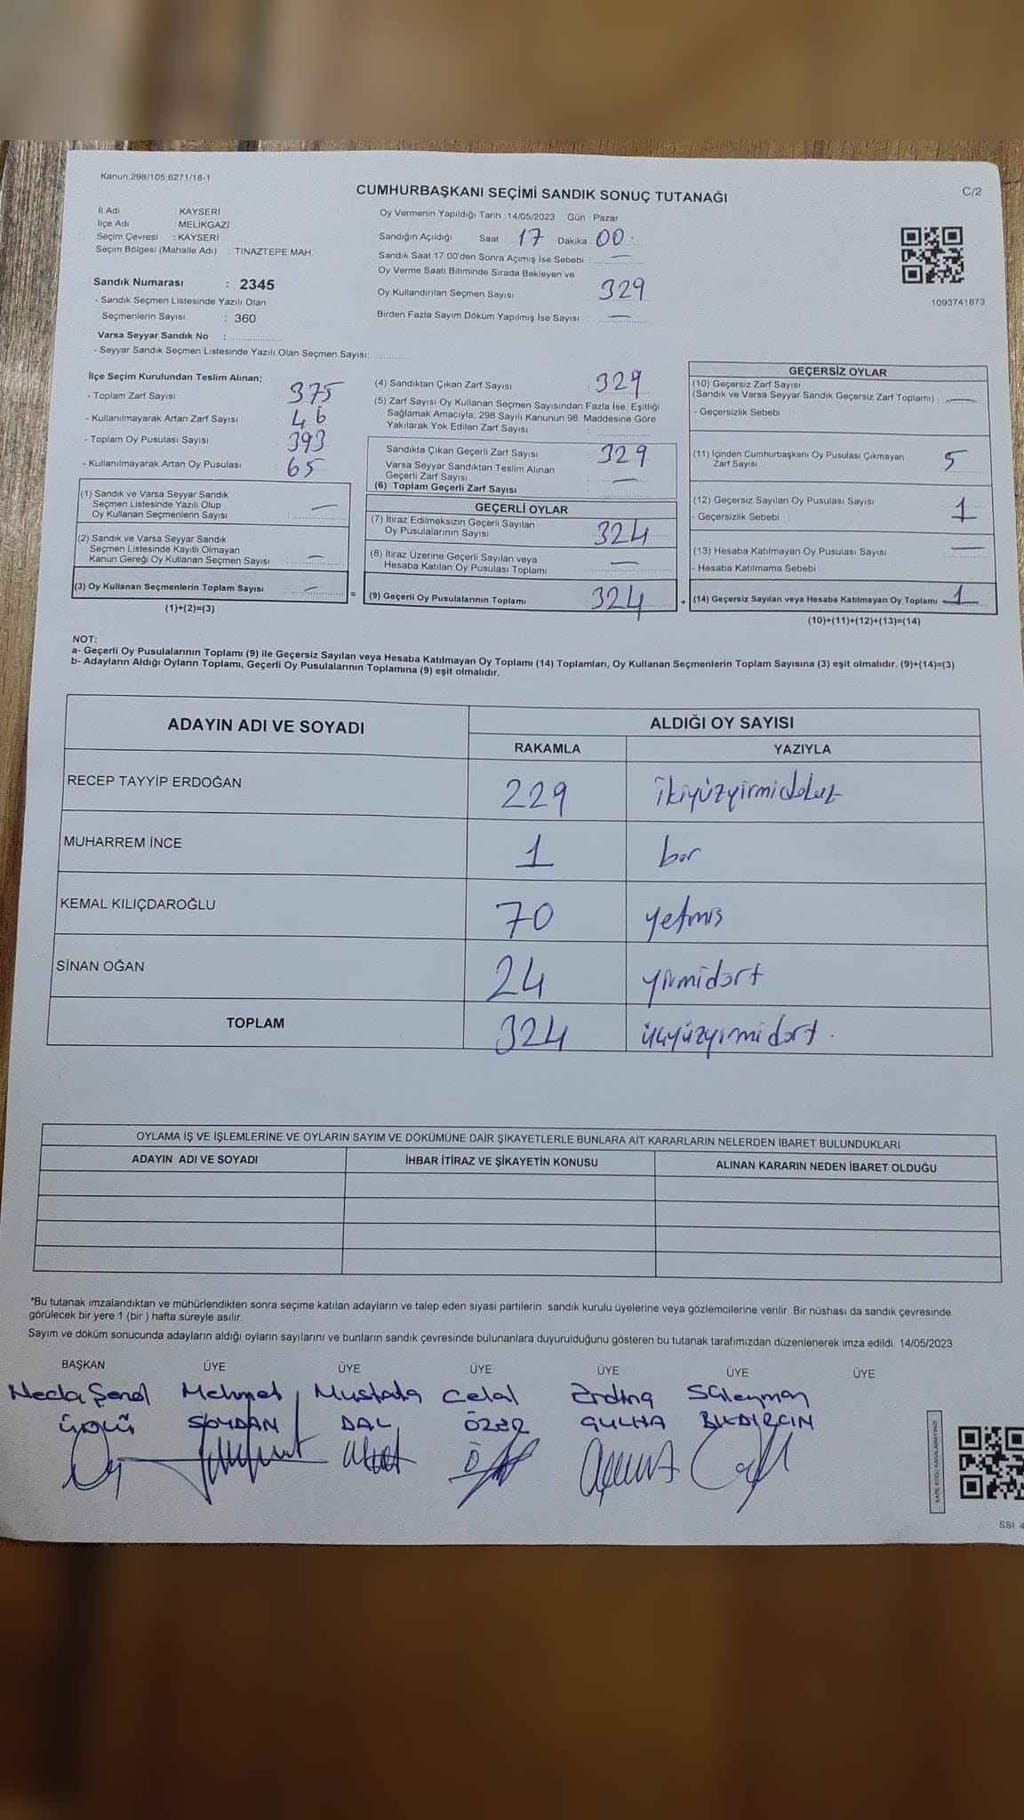 Kanun:298/105;6271/18-1
CUMHURBAŞKANI SEÇİMİ SANDIK SONUÇ TUTANAĞI
C/2
İl Adı KAYSERİ
İlçe Adı : MELİKGAZİ
Seçim Çevresi : KAYSERİ
Seçim Bölgesi (Mahalle Adı) : TINAZTEPE MAH.
Sandık Numarası : 2345
- Sandık Seçmen Listesinde Yazılı Olan
Seçmenlerin Sayısı : 360
Varsa Seyyar Sandık No :
- Seyyar Sandık Seçmen Listesinde Yazılı Olan Seçmen Sayısı:
Oy Vermenin Yapıldığı Tarih 14/05/2023 Gün Pazar
Sandığın Açıldığı Saat 17 Dakika 00
Sandık Saat 17:00'den Sonra Açımış İse Sebebi : —
Oy Verme Saati Bitiminde Sırada Bekleyen ve
Oy Kullandırılan Seçmen Sayısı 329
Birden Fazla Sayım Döküm Yapılmış İse Sayısı —
1093741873
İlçe Seçim Kurulundan Teslim Alınan;
- Toplam Zarf Sayısı 375
- Kullanılmayarak Artan Zarf Sayısı 46
- Toplam Oy Pusulası Sayısı 393
- Kullanılmayarak Artan Oy Pusulası 65
(1) Sandık ve Varsa Seyyar Sandık
Seçmen Listesinde Yazılı Olup
Oy Kullanan Seçmenlerin Sayısı : —
(2) Sandık ve Varsa Seyyar Sandık
Seçmen Listesinde Kayıtlı Olmayan
Kanun Gereği Oy Kullanan Seçmen Sayısı : —
(3) Oy Kullanan Seçmenlerin Toplam Sayısı : —
(1)+(2)=(3)
(4) Sandıktan Çıkan Zarf Sayısı 329
(5) Zarf Sayısı Oy Kullanan Seçmen Sayısından Fazla İse, Eşitliği
Sağlamak Amacıyla; 298 Sayılı Kanunun 98. Maddesine Göre
Yakılarak Yok Edilen Zarf Sayısı
Sandıkta Çıkan Geçerli Zarf Sayısı 329
Varsa Seyyar Sandıktan Teslim Alınan
Geçerli Zarf Sayısı —
(6) Toplam Geçerli Zarf Sayısı
GEÇERLİ OYLAR
(7) İtiraz Edilmeksizin Geçerli Sayılan
Oy Pusulalarının Sayısı 324
(8) İtiraz Üzerine Geçerli Sayılan veya
Hesaba Katılan Oy Pusulası Toplamı —
= (9) Geçerli Oy Pusulalarının Toplamı 324 +
GEÇERSİZ OYLAR
(10) Geçersiz Zarf Sayısı
(Sandık ve Varsa Seyyar Sandık Geçersiz Zarf Toplamı) : —
- Geçersizlik Sebebi
(11) İçinden Cumhurbaşkanı Oy Pusulası Çıkmayan
Zarf Sayısı 5
(12) Geçersiz Sayılan Oy Pusulası Sayısı 1
- Geçersizlik Sebebi
(13) Hesaba Katılmayan Oy Pusulası Sayısı —
- Hesaba Katılmama Sebebi
(14) Geçersiz Sayılan veya Hesaba Katılmayan Oy Toplamı 1
(10)+(11)+(12)+(13)=(14)
NOT:
a- Geçerli Oy Pusulalarının Toplamı (9) ile Geçersiz Sayılan veya Hesaba Katılmayan Oy Toplamı (14) Toplamları, Oy Kullanan Seçmenlerin Toplam Sayısına (3) eşit olmalıdır. (9)+(14)=(3)
b- Adayların Aldığı Oyların Toplamı, Geçerli Oy Pusulalarının Toplamına (9) eşit olmalıdır.
ADAYIN ADI VE SOYADI ALDIĞI OY SAYISI
RAKAMLA YAZIYLA
RECEP TAYYİP ERDOĞAN 229 ikiyüzyirmidokuz
MUHARREM İNCE 1 bir
KEMAL KILIÇDAROĞLU 70 yetmiş
SİNAN OĞAN 24 yirmidört
TOPLAM 324 üçyüzyirmidört.
OYLAMA İŞ VE İŞLEMLERİNE VE OYLARIN SAYIM VE DÖKÜMÜNE DAİR ŞİKAYETLERLE BUNLARA AİT KARARLARIN NELERDEN İBARET BULUNDUKLARI
ADAYIN ADI VE SOYADI İHBAR İTİRAZ VE ŞİKAYETİN KONUSU ALINAN KARARIN NEDEN İBARET OLDUĞU
*Bu tutanak imzalandıktan ve mühürlendikten sonra seçime katılan adayların ve talep eden siyasi partilerin sandık kurulu üyelerine veya gözlemcilerine verilir. Bir nüshası da sandık çevresinde
görülecek bir yere 1 (bir ) hafta süreyle asılır.
Sayım ve döküm sonucunda adayların aldığı oyların sayılarını ve bunların sandık çevresinde bulunanlara duyurulduğunu gösteren bu tutanak tarafımızdan düzenlenerek imza edildi. 14/05/2023
BAŞKAN ÜYE ÜYE ÜYE ÜYE ÜYE ÜYE
Necla Şenol Mehmet Mustafa Celal Erdinç Süleyman
SOYDAN DAL ÖZER GULHA BILDIRCIN
SSI